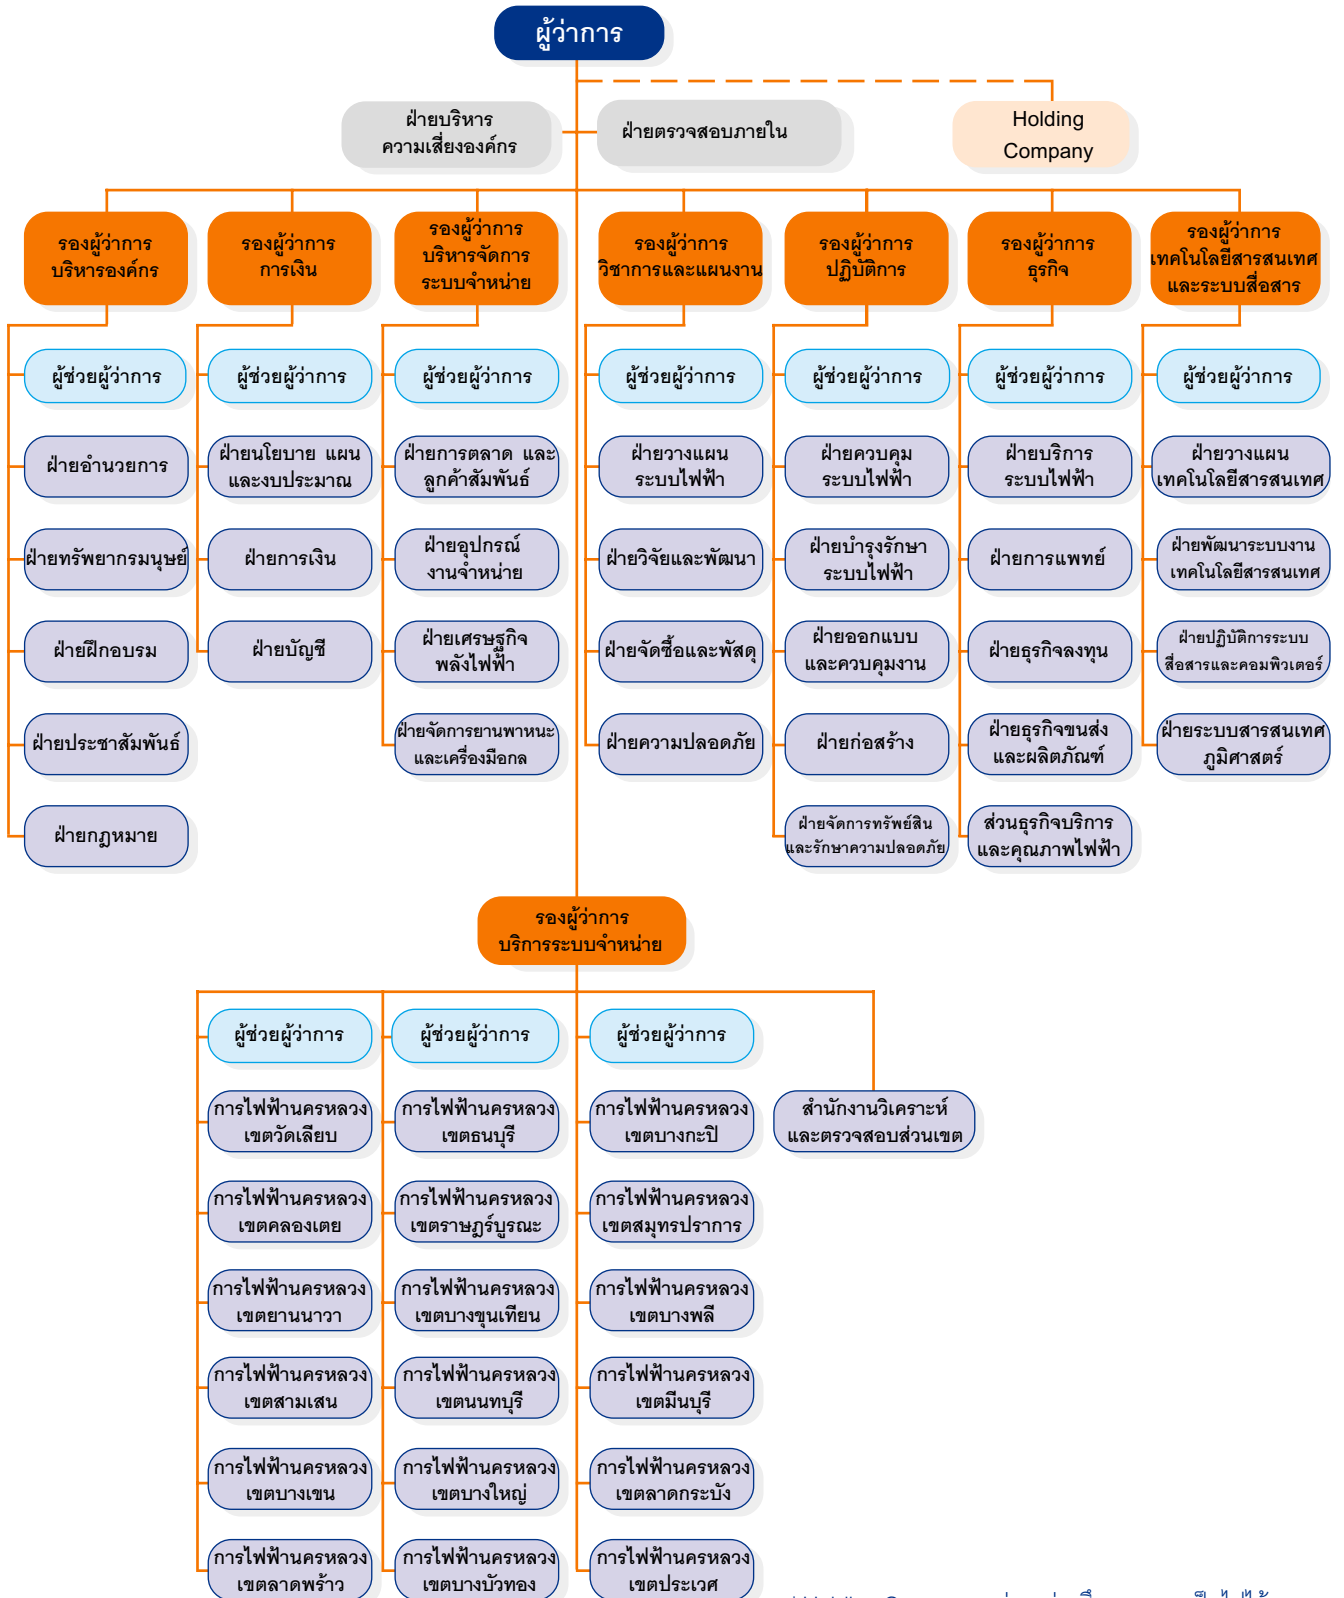 ผู้ว่าการ
ฝ่ายบริหาร
ความเสี่ยงองค์กร
ฝ่ายตรวจสอบภายใน
Holding
Company
รองผู้ว่าการ
บริหารองค์กร
รองผู้ว่าการ
การเงิน
รองผู้ว่าการ
บริหารจัดการ
ระบบจำหน่าย
รองผู้ว่าการ
วิชาการและแผนงาน
รองผู้ว่าการ
ปฏิบัติการ
รองผู้ว่าการ
ธุรกิจ
รองผู้ว่าการ
เทคโนโลยีสารสนเทศ
และระบบสื่อสาร
ผู้ช่วยผู้ว่าการ
ผู้ช่วยผู้ว่าการ
ผู้ช่วยผู้ว่าการ
ผู้ช่วยผู้ว่าการ
ผู้ช่วยผู้ว่าการ
ผู้ช่วยผู้ว่าการ
ผู้ช่วยผู้ว่าการ
ฝ่ายอำนวยการ
ฝ่ายนโยบาย แผน
และงบประมาณ
ฝ่ายการตลาด และ
ลูกค้าสัมพันธ์
ฝ่ายวางแผน
ระบบไฟฟ้า
ฝ่ายควบคุม
ระบบไฟฟ้า
ฝ่ายบริการ
ระบบไฟฟ้า
ฝ่ายวางแผน
เทคโนโลยีสารสนเทศ
ฝ่ายทรัพยากรมนุษย์
ฝ่ายการเงิน
ฝ่ายอุปกรณ์
งานจำหน่าย
ฝ่ายวิจัยและพัฒนา
ฝ่ายบำรุงรักษา
ระบบไฟฟ้า
ฝ่ายการแพทย์
ฝ่ายพัฒนาระบบงาน
เทคโนโลยีสารสนเทศ
ฝ่ายฝึกอบรม
ฝ่ายบัญชี
ฝ่ายเศรษฐกิจ
พลังไฟฟ้า
ฝ่ายจัดซื้อและพัสดุ
ฝ่ายออกแบบ
และควบคุมงาน
ฝ่ายธุรกิจลงทุน
ฝ่ายปฏิบัติการระบบ
สื่อสารและคอมพิวเตอร์
ฝ่ายประชาสัมพันธ์
ฝ่ายจัดการยานพาหนะ
และเครื่องมือกล
ฝ่ายความปลอดภัย
ฝ่ายก่อสร้าง
ฝ่ายธุรกิจขนส่ง
และผลิตภัณฑ์
ฝ่ายระบบสารสนเทศ
ภูมิศาสตร์
ฝ่ายกฎหมาย
ฝ่ายจัดการทรัพย์สิน
และรักษาความปลอดภัย
ส่วนธุรกิจบริการ
และคุณภาพไฟฟ้า
รองผู้ว่าการ
บริการระบบจำหน่าย
ผู้ช่วยผู้ว่าการ
ผู้ช่วยผู้ว่าการ
ผู้ช่วยผู้ว่าการ
การไฟฟ้านครหลวง
เขตวัดเลียบ
การไฟฟ้านครหลวง
เขตธนบุรี
การไฟฟ้านครหลวง
เขตบางกะปิ
สำนักงานวิเคราะห์
และตรวจสอบส่วนเขต
การไฟฟ้านครหลวง
เขตคลองเตย
การไฟฟ้านครหลวง
เขตราษฎร์บูรณะ
การไฟฟ้านครหลวง
เขตสมุทรปราการ
การไฟฟ้านครหลวง
เขตยานนาวา
การไฟฟ้านครหลวง
เขตบางขุนเทียน
การไฟฟ้านครหลวง
เขตบางพลี
การไฟฟ้านครหลวง
เขตสามเสน
การไฟฟ้านครหลวง
เขตนนทบุรี
การไฟฟ้านครหลวง
เขตมีนบุรี
การไฟฟ้านครหลวง
เขตบางเขน
การไฟฟ้านครหลวง
เขตบางใหญ่
การไฟฟ้านครหลวง
เขตลาดกระบัง
การไฟฟ้านครหลวง
เขตลาดพร้าว
การไฟฟ้านครหลวง
เขตบางบัวทอง
การไฟฟ้านครหลวง
เขตประเวศ